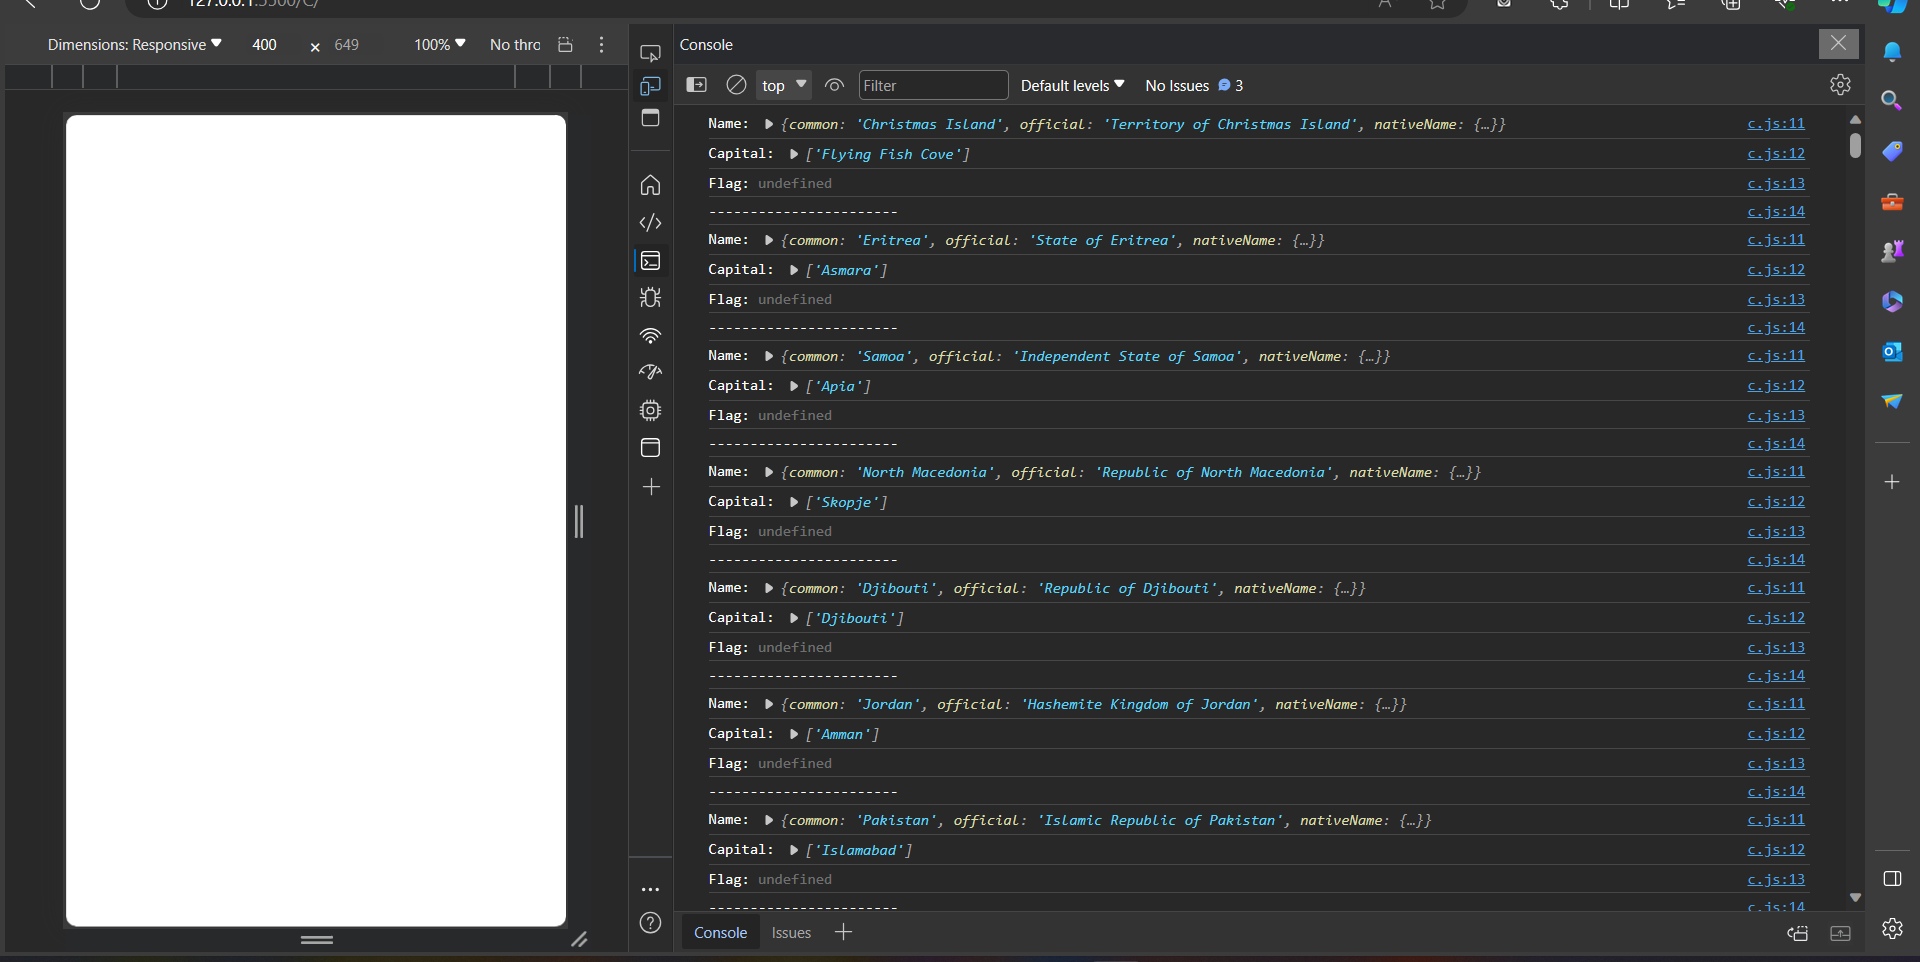 127.0.0.1:5500/C/
Dimensions: Responsive 400 × 649 100% No thro
Console
top Filter Default levels No Issues 3
Name: {common: 'Christmas Island', official: 'Territory of Christmas Island', nativeName: {…}} c.js:11
Capital: ['Flying Fish Cove'] c.js:12
Flag: undefined c.js:13
----------------------- c.js:14
Name: {common: 'Eritrea', official: 'State of Eritrea', nativeName: {…}} c.js:11
Capital: ['Asmara'] c.js:12
Flag: undefined c.js:13
----------------------- c.js:14
Name: {common: 'Samoa', official: 'Independent State of Samoa', nativeName: {…}} c.js:11
Capital: ['Apia'] c.js:12
Flag: undefined c.js:13
----------------------- c.js:14
Name: {common: 'North Macedonia', official: 'Republic of North Macedonia', nativeName: {…}} c.js:11
Capital: ['Skopje'] c.js:12
Flag: undefined c.js:13
----------------------- c.js:14
Name: {common: 'Djibouti', official: 'Republic of Djibouti', nativeName: {…}} c.js:11
Capital: ['Djibouti'] c.js:12
Flag: undefined c.js:13
----------------------- c.js:14
Name: {common: 'Jordan', official: 'Hashemite Kingdom of Jordan', nativeName: {…}} c.js:11
Capital: ['Amman'] c.js:12
Flag: undefined c.js:13
----------------------- c.js:14
Name: {common: 'Pakistan', official: 'Islamic Republic of Pakistan', nativeName: {…}} c.js:11
Capital: ['Islamabad'] c.js:12
Flag: undefined c.js:13
----------------------- c.js:14
Console Issues